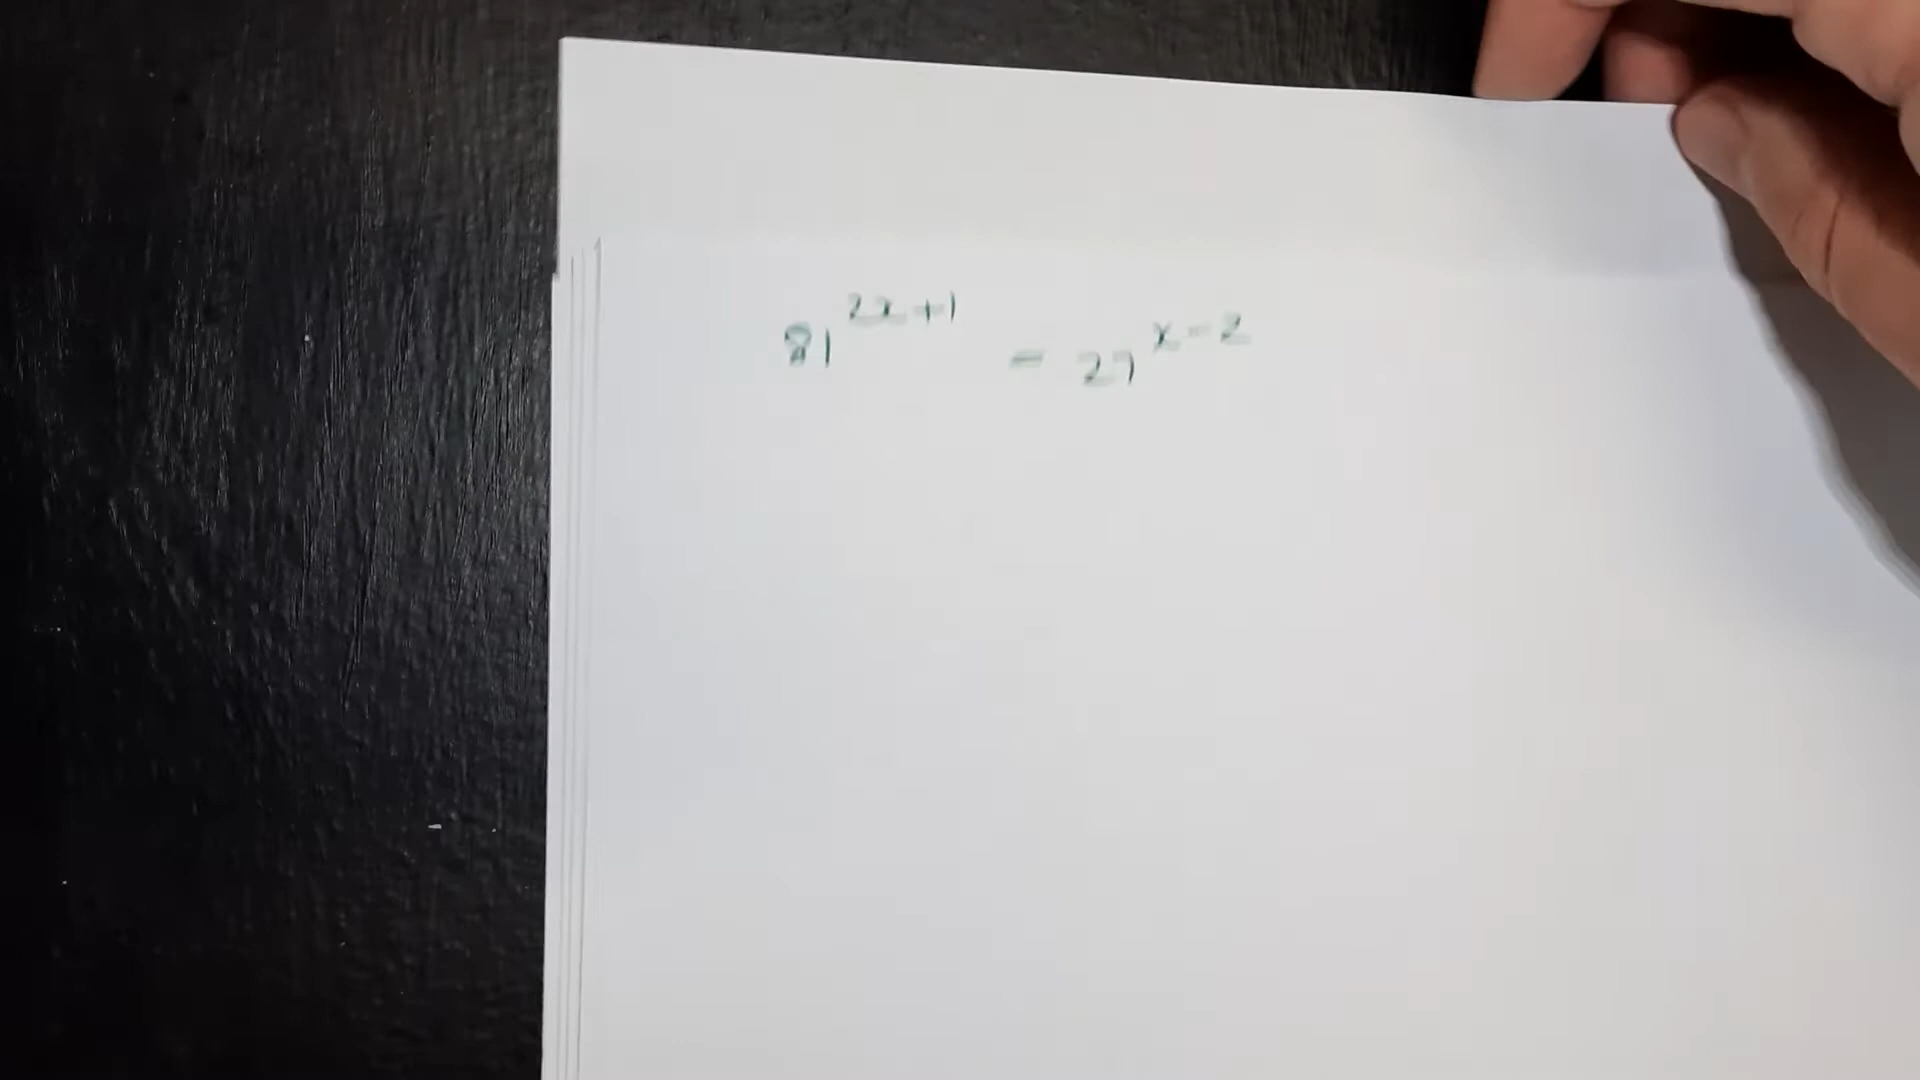 81^{2x+1} = 27^{x-2}